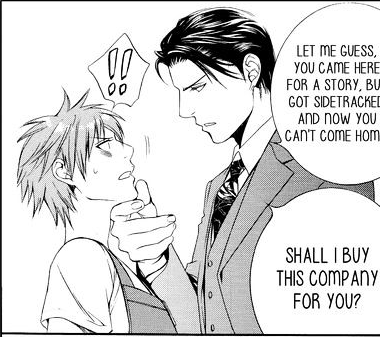 !!
LET ME GUESS,
YOU CAME HERE
FOR A STORY, BU
GOT SIDETRACKE
AND NOW YOU
CAN'T COME HOM
SHALL I BUY
THIS COMPANY
FOR YOU?